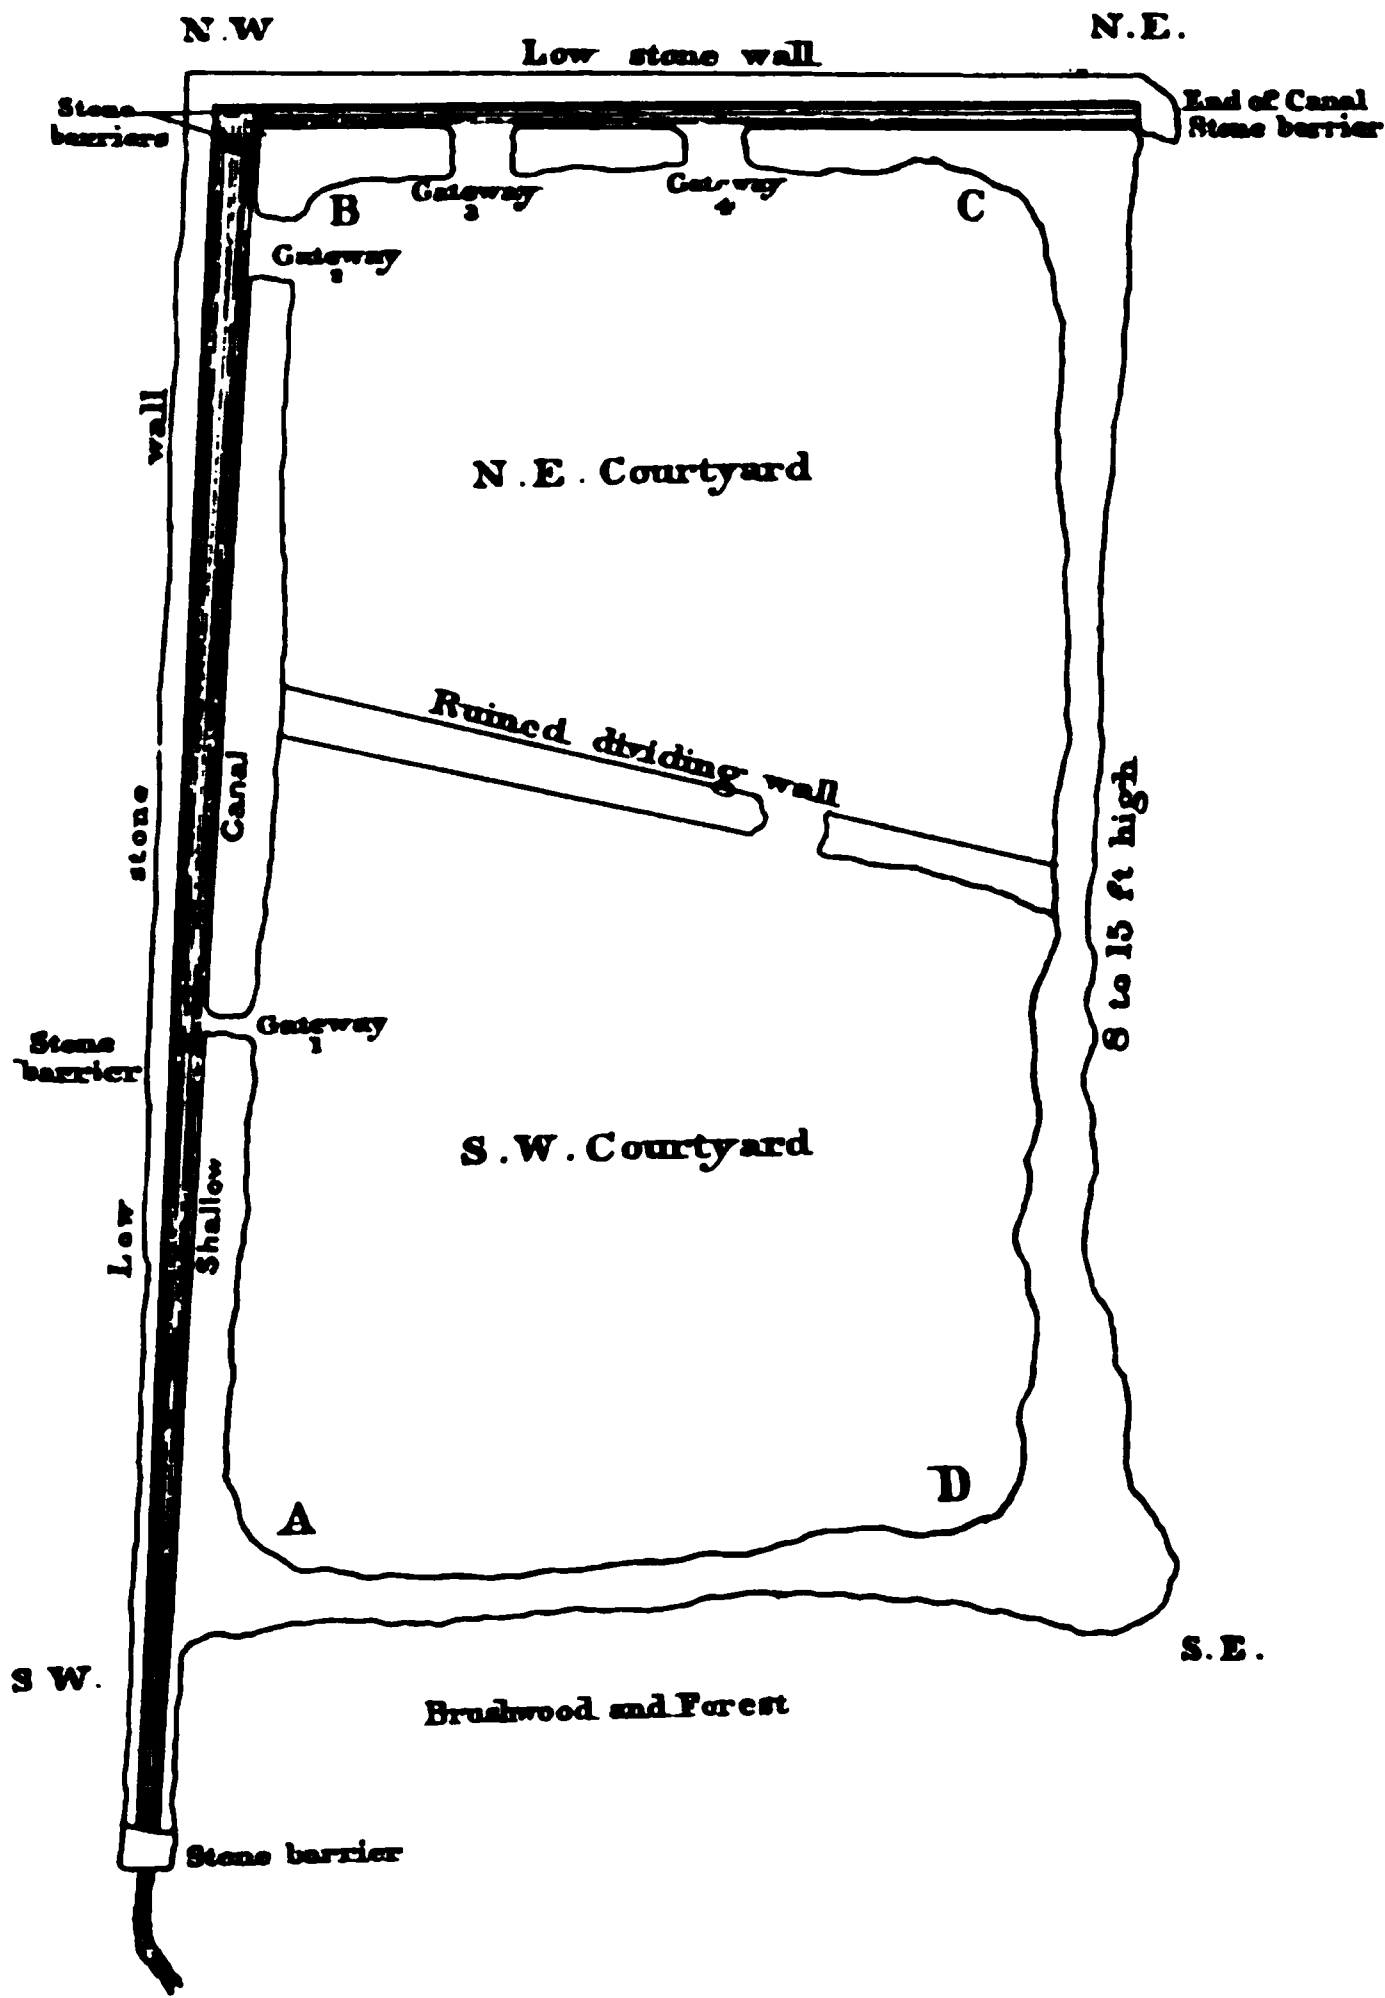 N.W
N.E.
Low stone wall
Stone
barriers
End of Canal
Stone barrier
B
Gateway
3
Gateway
4
C
Gateway
2
wall
N.E. Courtyard
Ruined dividing wall
Canal
stone
8 to 15 ft high
Gateway
1
Stone
barrier
S.W. Courtyard
Shallow
Low
A
D
S W.
S.E.
Brushwood and Forest
Stone barrier